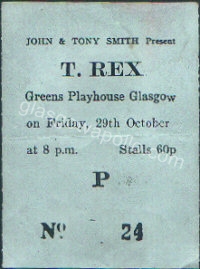 JOHN & TONY SMITH Present
T. REX
Greens Playhouse Glasgow
on Friday, 29th October
at 8 p.m. Stalls 60p
P
Nº 24